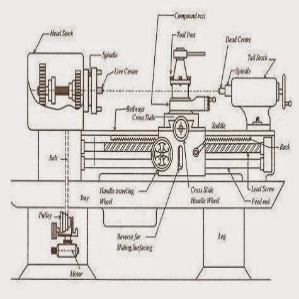 Compound rest
Head Stock
Tool Post
Dead Centre
Tail Stock
Spindle
Spindle
Live Centre
Bed ways
Cross Slide
Saddle
Belt
Rack
Handle traveling
Wheel
Cross Slide
Handle Wheel
Lead Screw
Feed rod
Tray
Pulley
Reverse for
Sliding, Surfacing
Leg
Motor